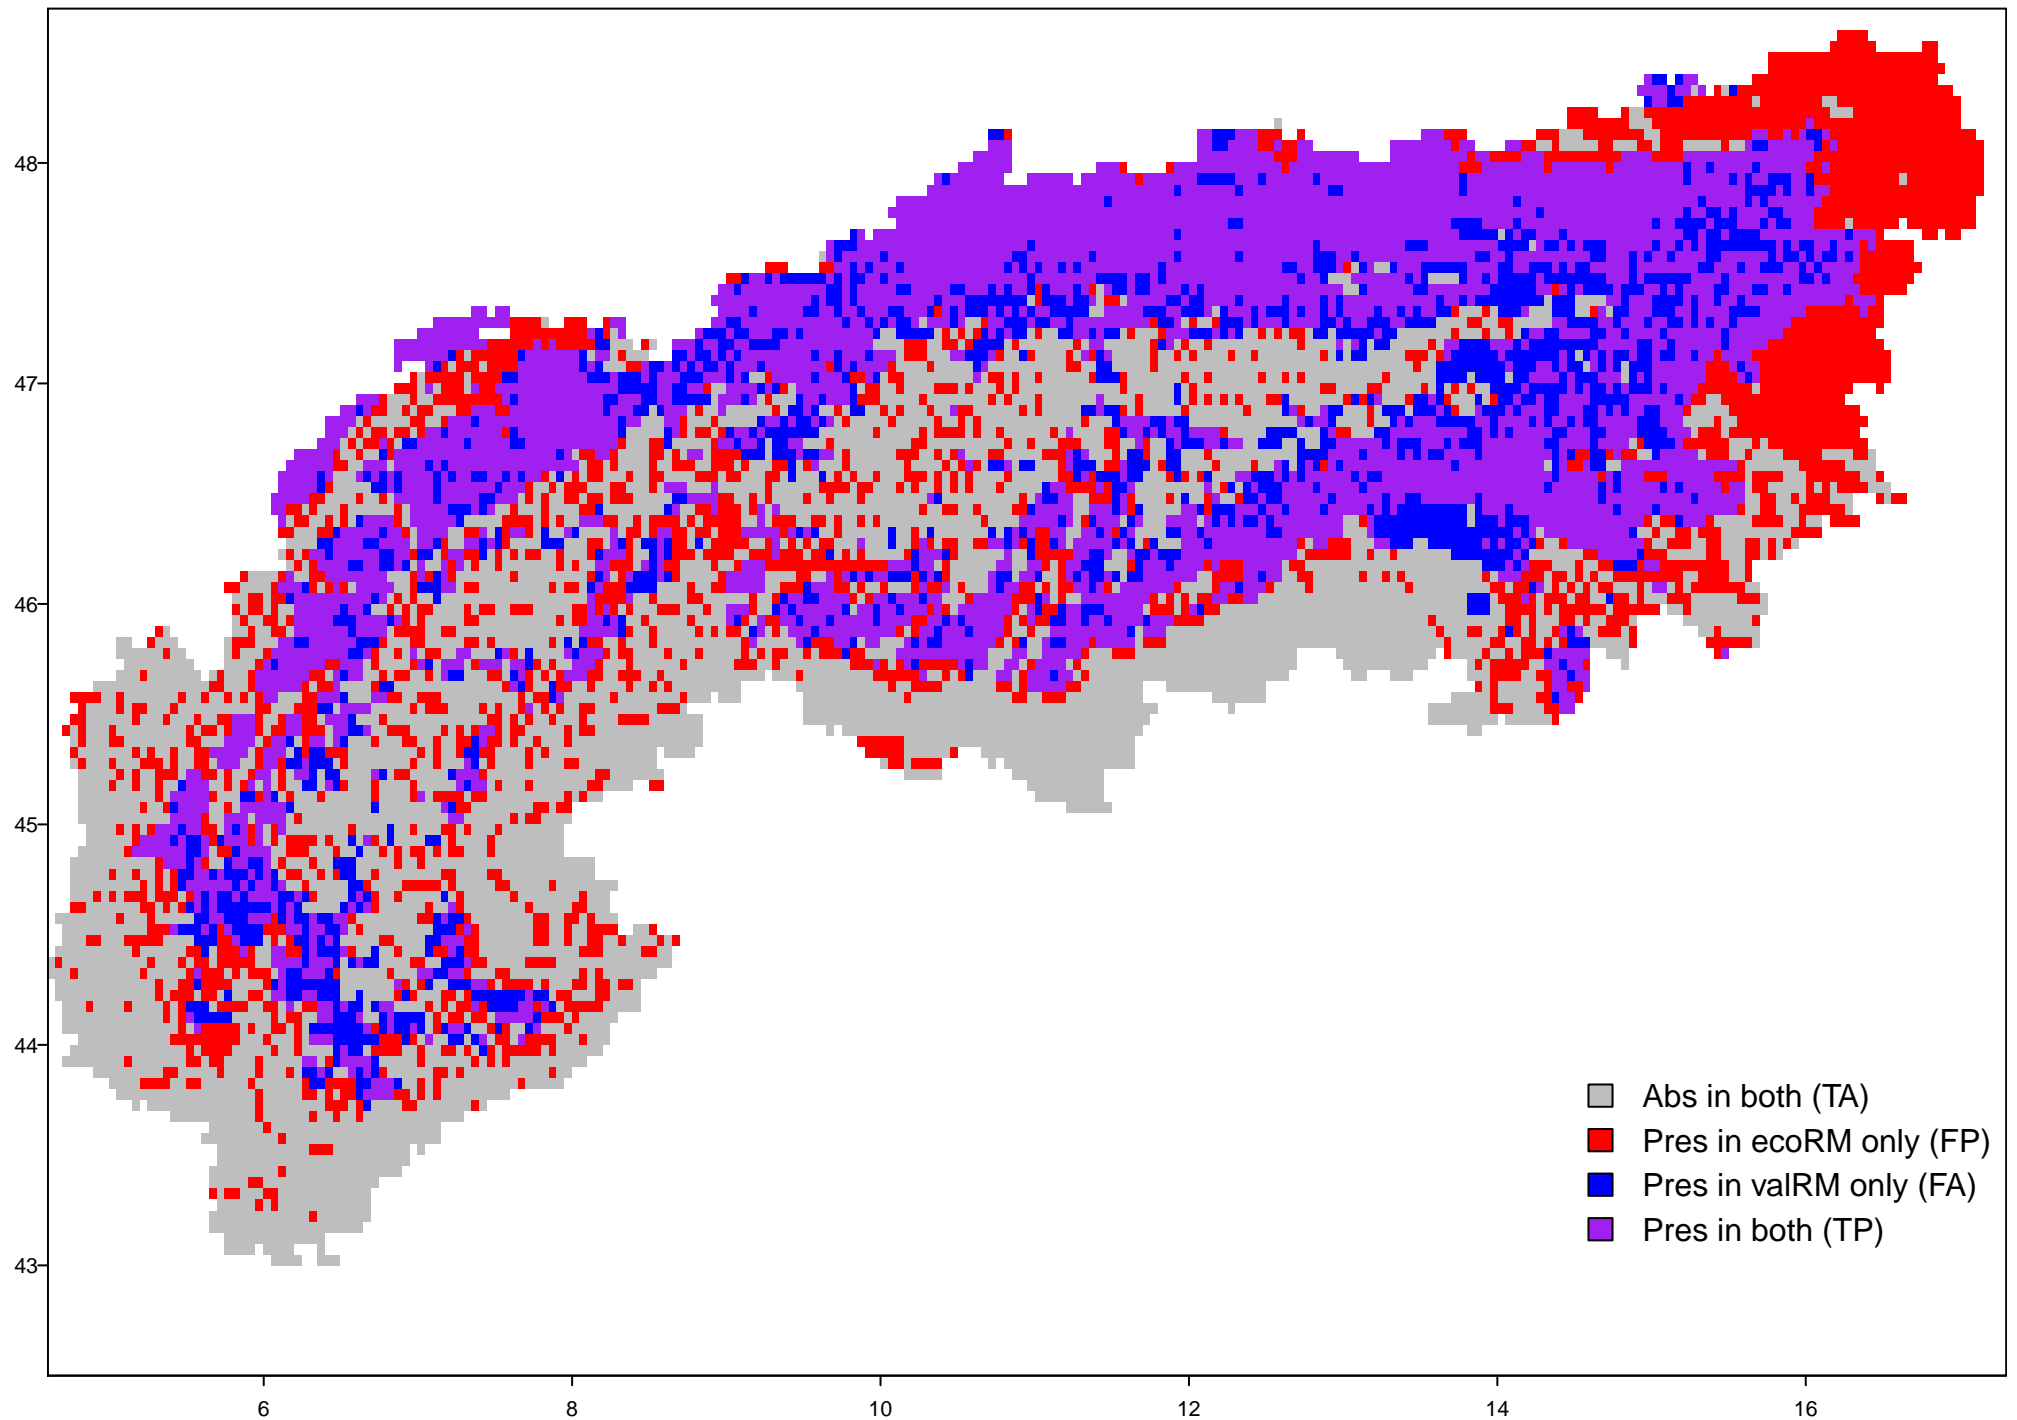 48
47
46
45
44
43
Abs in both (TA)
Pres in ecoRM only (FP)
Pres in valRM only (FA)
Pres in both (TP)
6 8 10 12 14 16